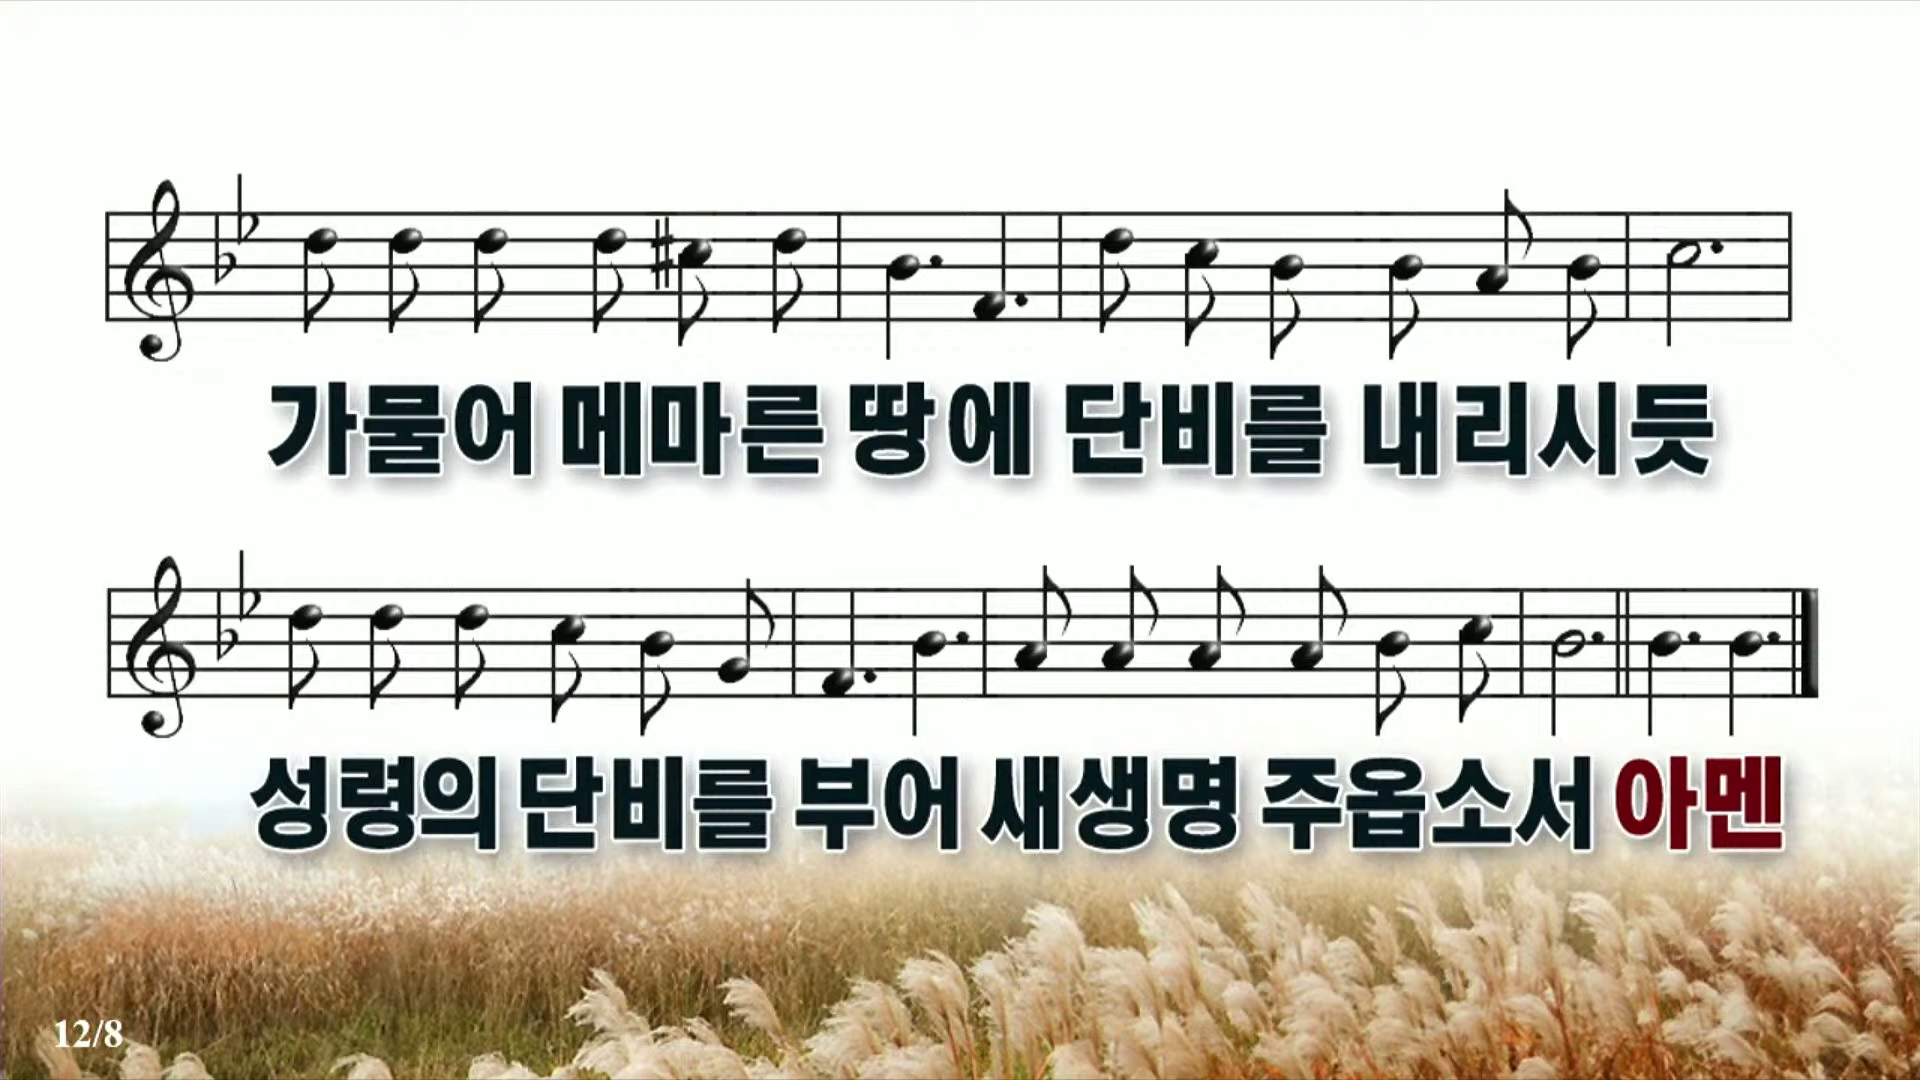 가물어 메마른 땅에 단비를 내리시듯
성령의 단비를 부어 새생명 주옵소서 아멘
12/8